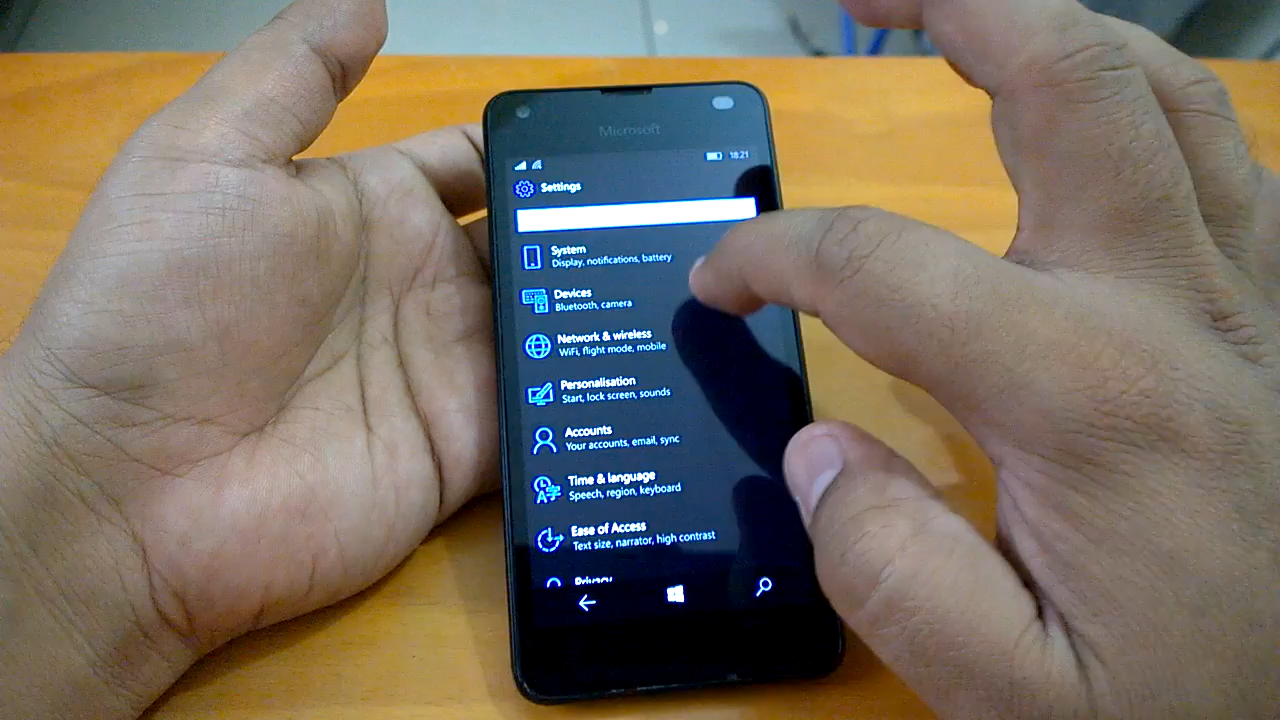 Microsoft
18:21
Settings
System
Display, notifications, battery
Devices
Bluetooth, camera
Network & wireless
WiFi, flight mode, mobile
Personalisation
Start, lock screen, sounds
Accounts
Your accounts, email, sync
Time & language
Speech, region, keyboard
Ease of Access
Text size, narrator, high contrast
Privacy